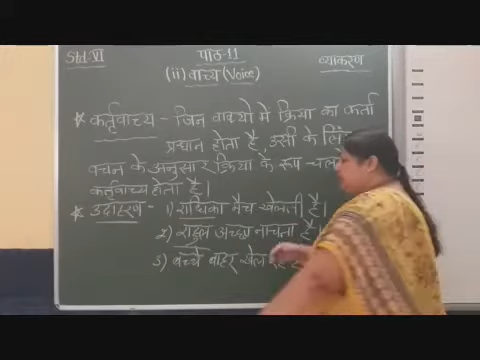 Std-VI पाठ-11 व्याकरण
(ii) वाच्य (Voice)
* कर्तृवाच्य - जिन वाक्यो मे क्रिया का कर्ता
प्रधान होता है, उसी के लिंग
वचन के अनुसार क्रिया के रूप
कर्तृवाच्य होता है।
* उदाहरण - 1) राधिका मैच खेलती है।
2) राहुल अच्छा नाचता है।
3) बच्चे बाहर खेल